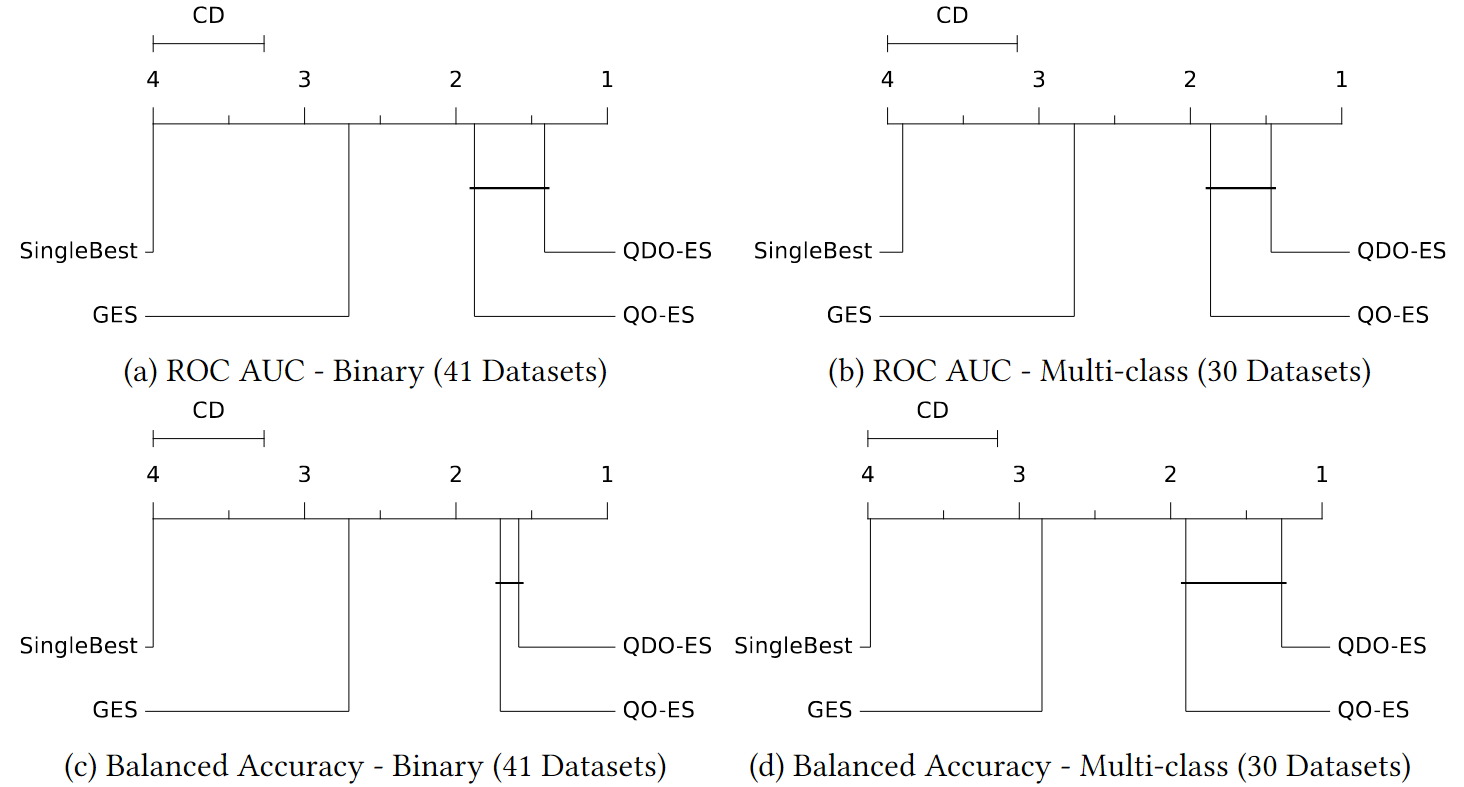 CD
4 3 2 1
SingleBest
QDO-ES
GES
QO-ES
(a) ROC AUC - Binary (41 Datasets)
CD
4 3 2 1
SingleBest
QDO-ES
GES
QO-ES
(b) ROC AUC - Multi-class (30 Datasets)
CD
4 3 2 1
SingleBest
QDO-ES
GES
QO-ES
(c) Balanced Accuracy - Binary (41 Datasets)
CD
4 3 2 1
SingleBest
QDO-ES
GES
QO-ES
(d) Balanced Accuracy - Multi-class (30 Datasets)